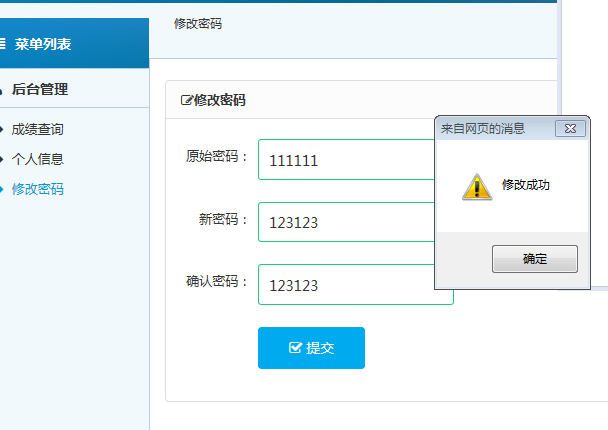 修改密码
菜单列表
后台管理
成绩查询
个人信息
修改密码
修改密码
原始密码：
111111
新密码：
123123
确认密码：
123123
提交
来自网页的消息
修改成功
确定